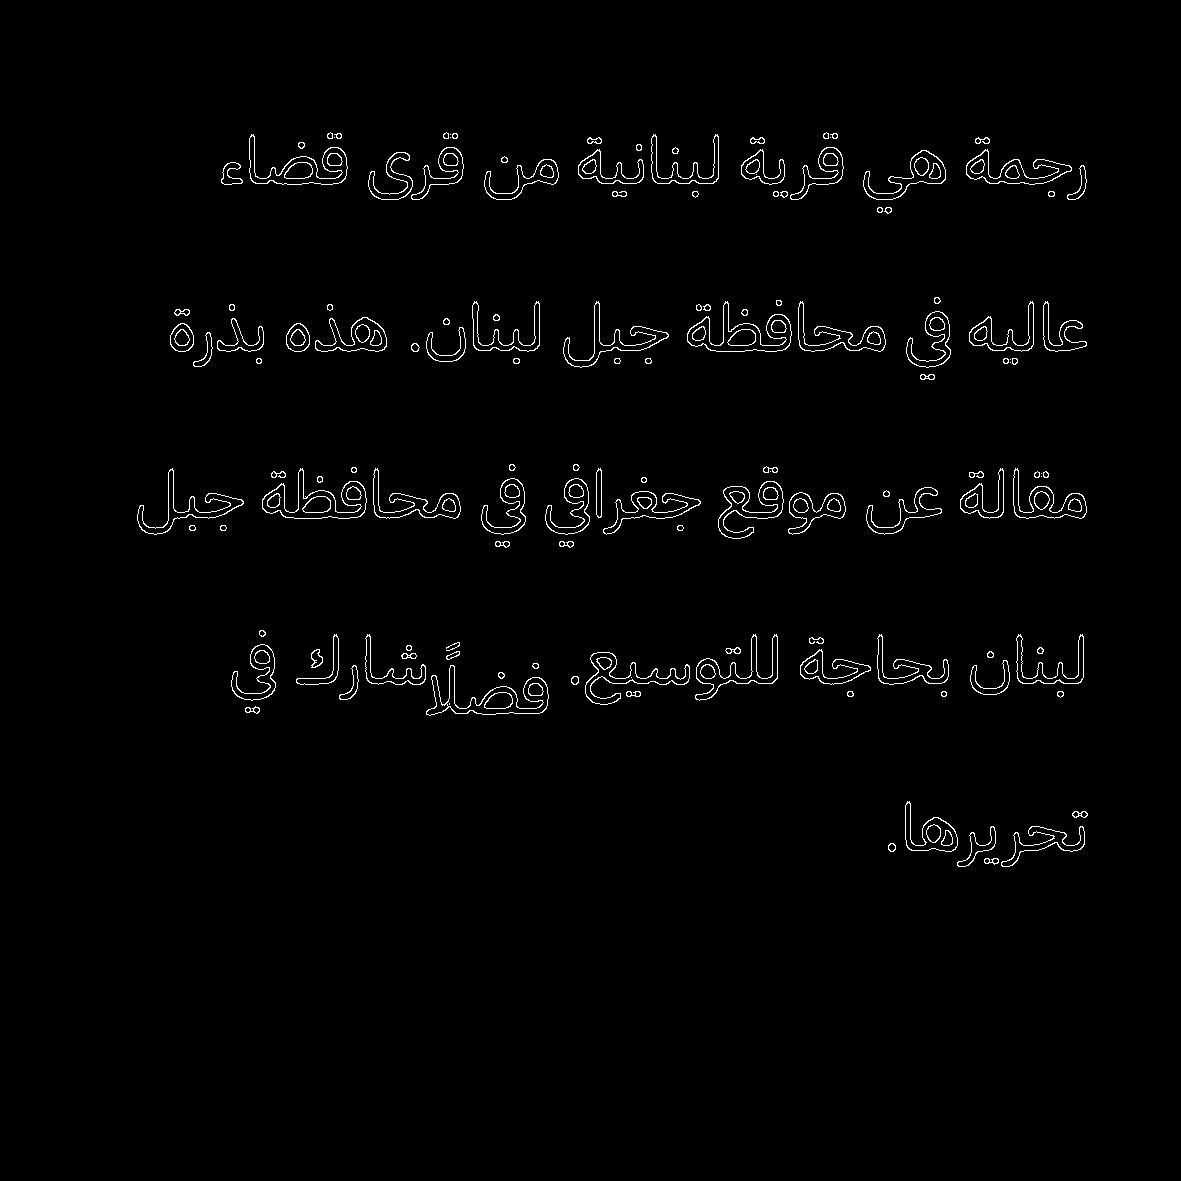 رجمة هي قرية لبنانية من قرى قضاء
عاليه في محافظة جبل لبنان. هذه بذرة
مقالة عن موقع جغرافي في محافظة جبل
لبنان بحاجة للتوسيع. فضلًا شارك في
تحريرها.